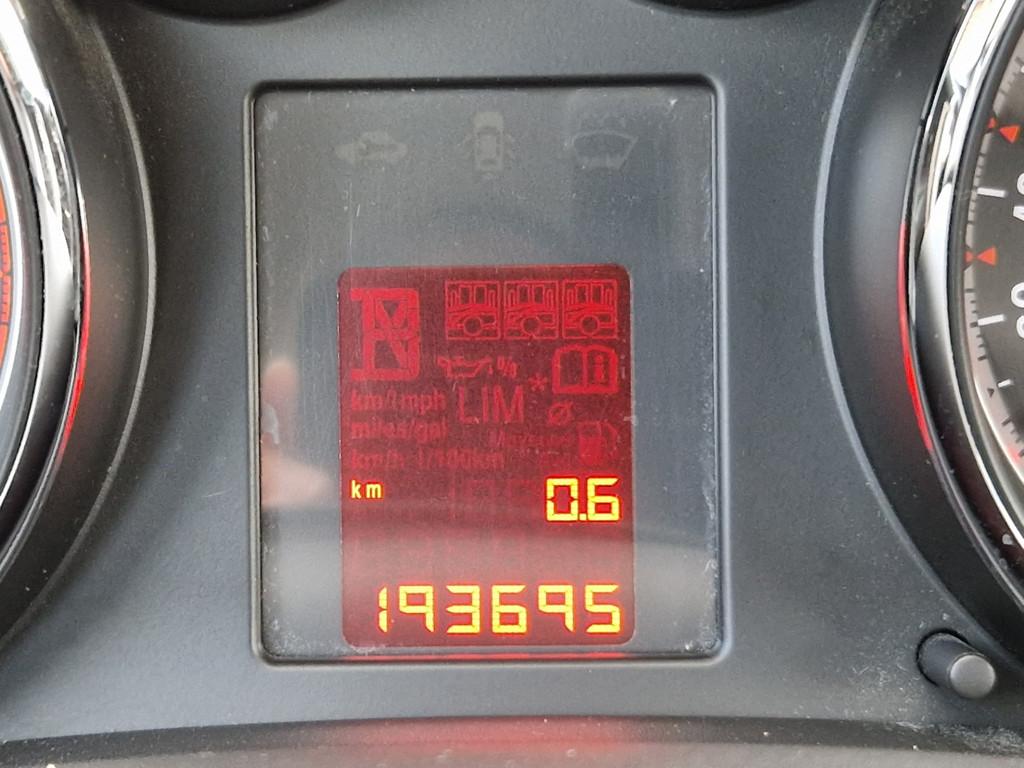 km/l mph
LIM
miles/gal
km/h l/100km
km
0.6
193695